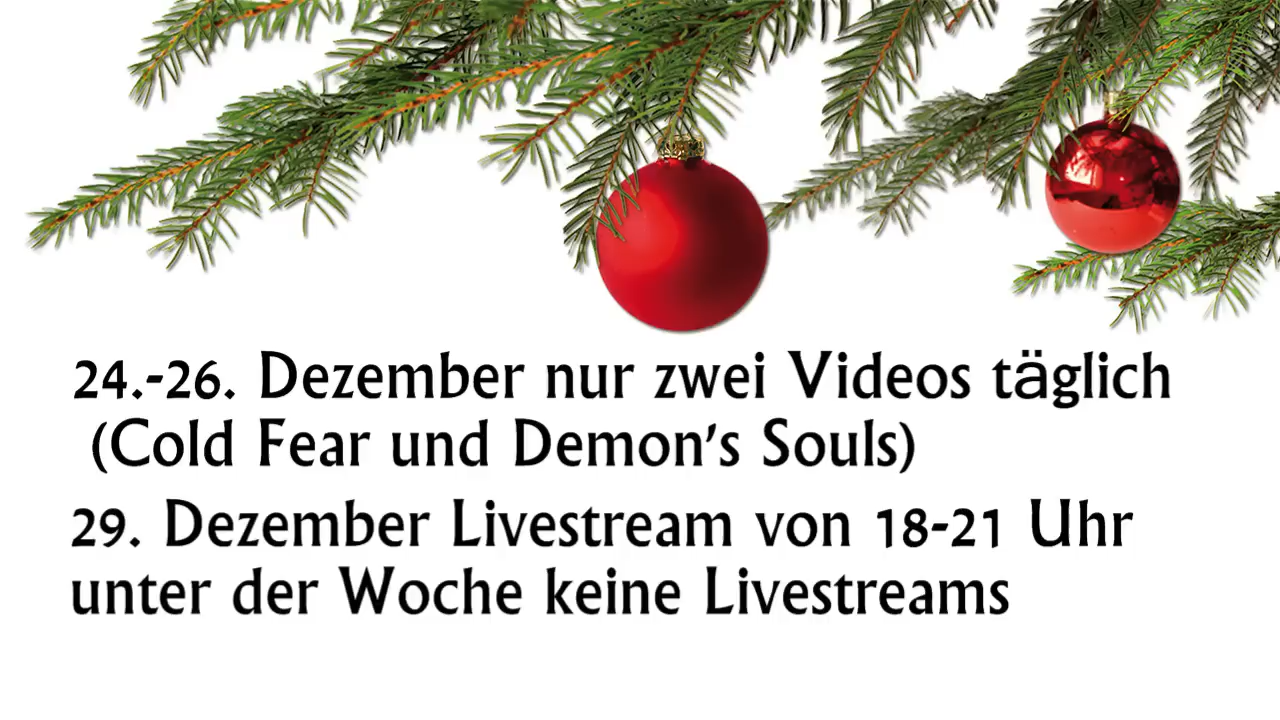 24.-26. Dezember nur zwei Videos täglich
(Cold Fear und Demon's Souls)
29. Dezember Livestream von 18-21 Uhr
unter der Woche keine Livestreams